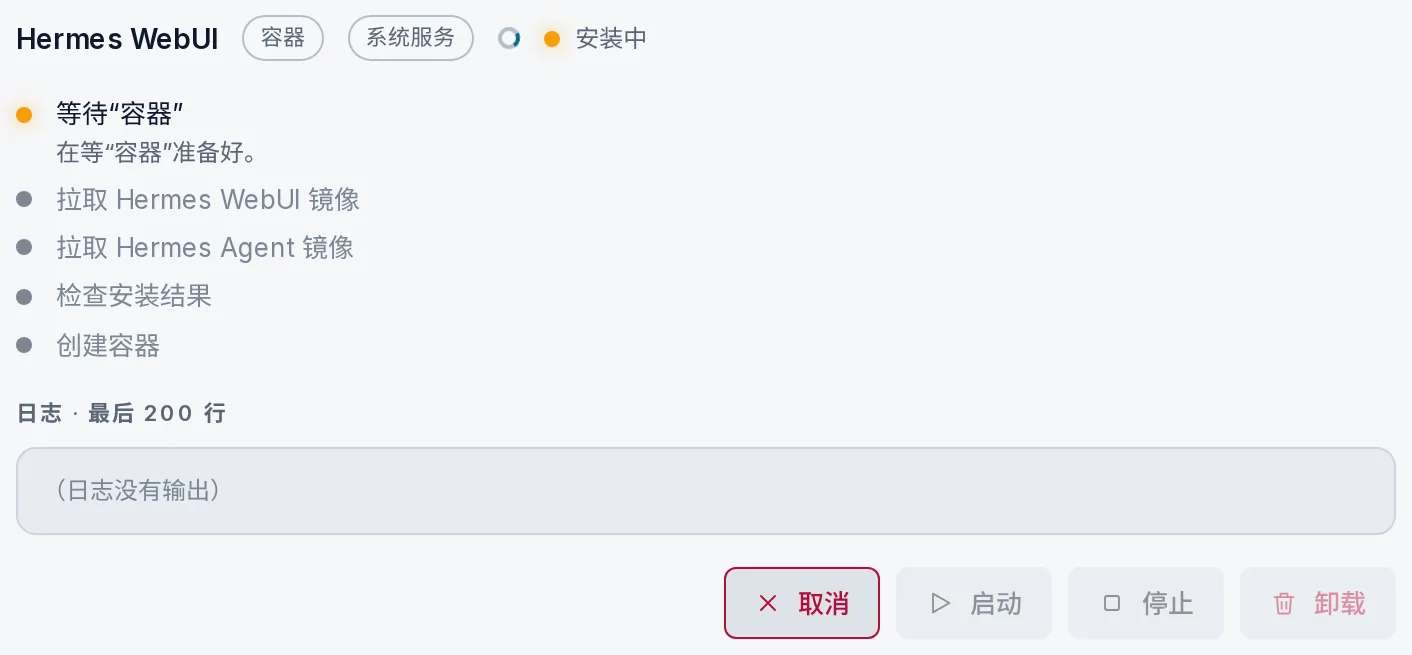 Hermes WebUI 容器 系统服务 安装中
等待“容器”
在等“容器”准备好。
拉取 Hermes WebUI 镜像
拉取 Hermes Agent 镜像
检查安装结果
创建容器
日志 · 最后 200 行
（日志没有输出）
取消 启动 停止 卸载